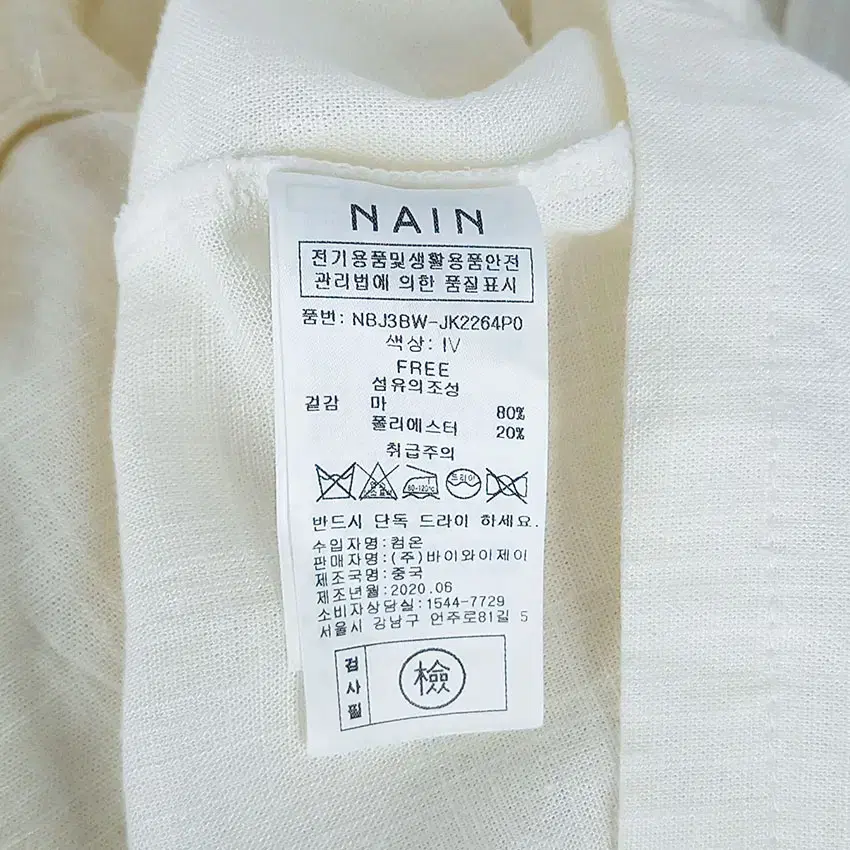 NAIN
전기용품및생활용품안전
관리법에 의한 품질표시
품번: NBJ3BW-JK2264P0
색상: IV
FREE
섬유의조성
겉감 마 80%
폴리에스터 20%
취급주의
80-120℃ 드라이
반드시 단독 드라이 하세요.
수입자명:컴온
판매자명:(주)바이와이제이
제조국명:중국
제조년월:2020.06
소비자상담실:1544-7729
서울시 강남구 언주로81길 5
검사필 檢